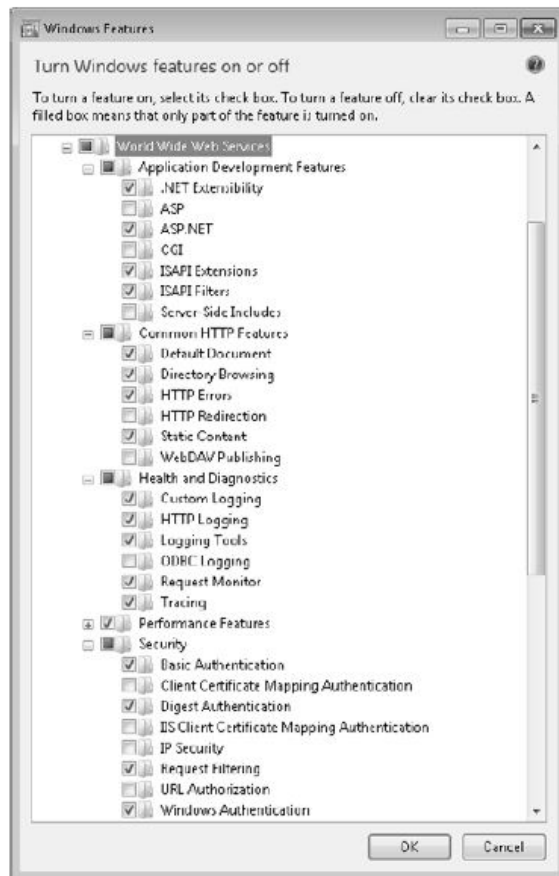 Windows Features
Turn Windows features on or off
To turn a feature on, select its check box. To turn a feature off, clear its check box. A
filled box means that only part of the feature is turned on.
World Wide Web Services
Application Development Features
.NET Extensibility
ASP
ASP.NET
CGI
ISAPI Extensions
ISAPI Filters
Server-Side Includes
Common HTTP Features
Default Document
Directory Browsing
HTTP Errors
HTTP Redirection
Static Content
WebDAV Publishing
Health and Diagnostics
Custom Logging
HTTP Logging
Logging Tools
ODBC Logging
Request Monitor
Tracing
Performance Features
Security
Basic Authentication
Client Certificate Mapping Authentication
Digest Authentication
IIS Client Certificate Mapping Authentication
IP Security
Request Filtering
URL Authorization
Windows Authentication
OK
Cancel